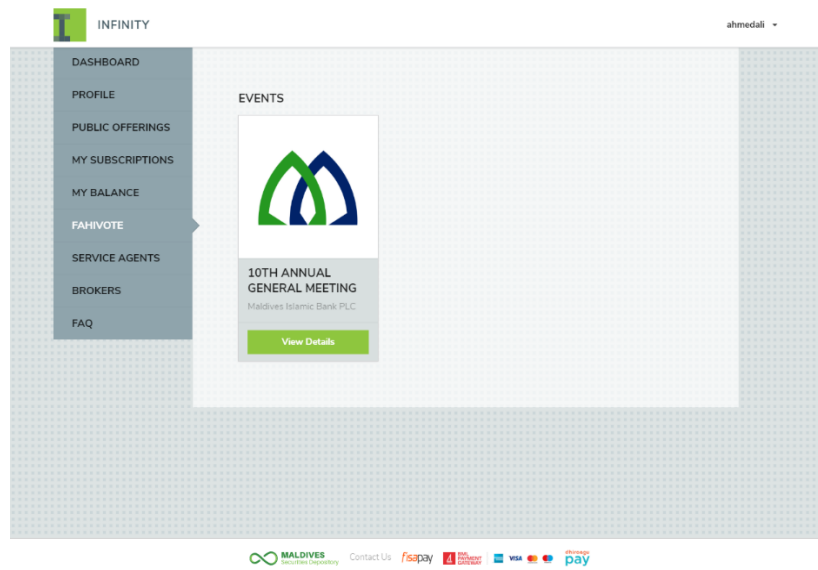 INFINITY
ahmedali
DASHBOARD
PROFILE
PUBLIC OFFERINGS
MY SUBSCRIPTIONS
MY BALANCE
FAHIVOTE
SERVICE AGENTS
BROKERS
FAQ
EVENTS
10TH ANNUAL
GENERAL MEETING
Maldives Islamic Bank PLC
View Details
MALDIVES
Securities Depository
Contact Us
fisapay
BML
PAYMENT
GATEWAY
VISA
dhiraagu
pay